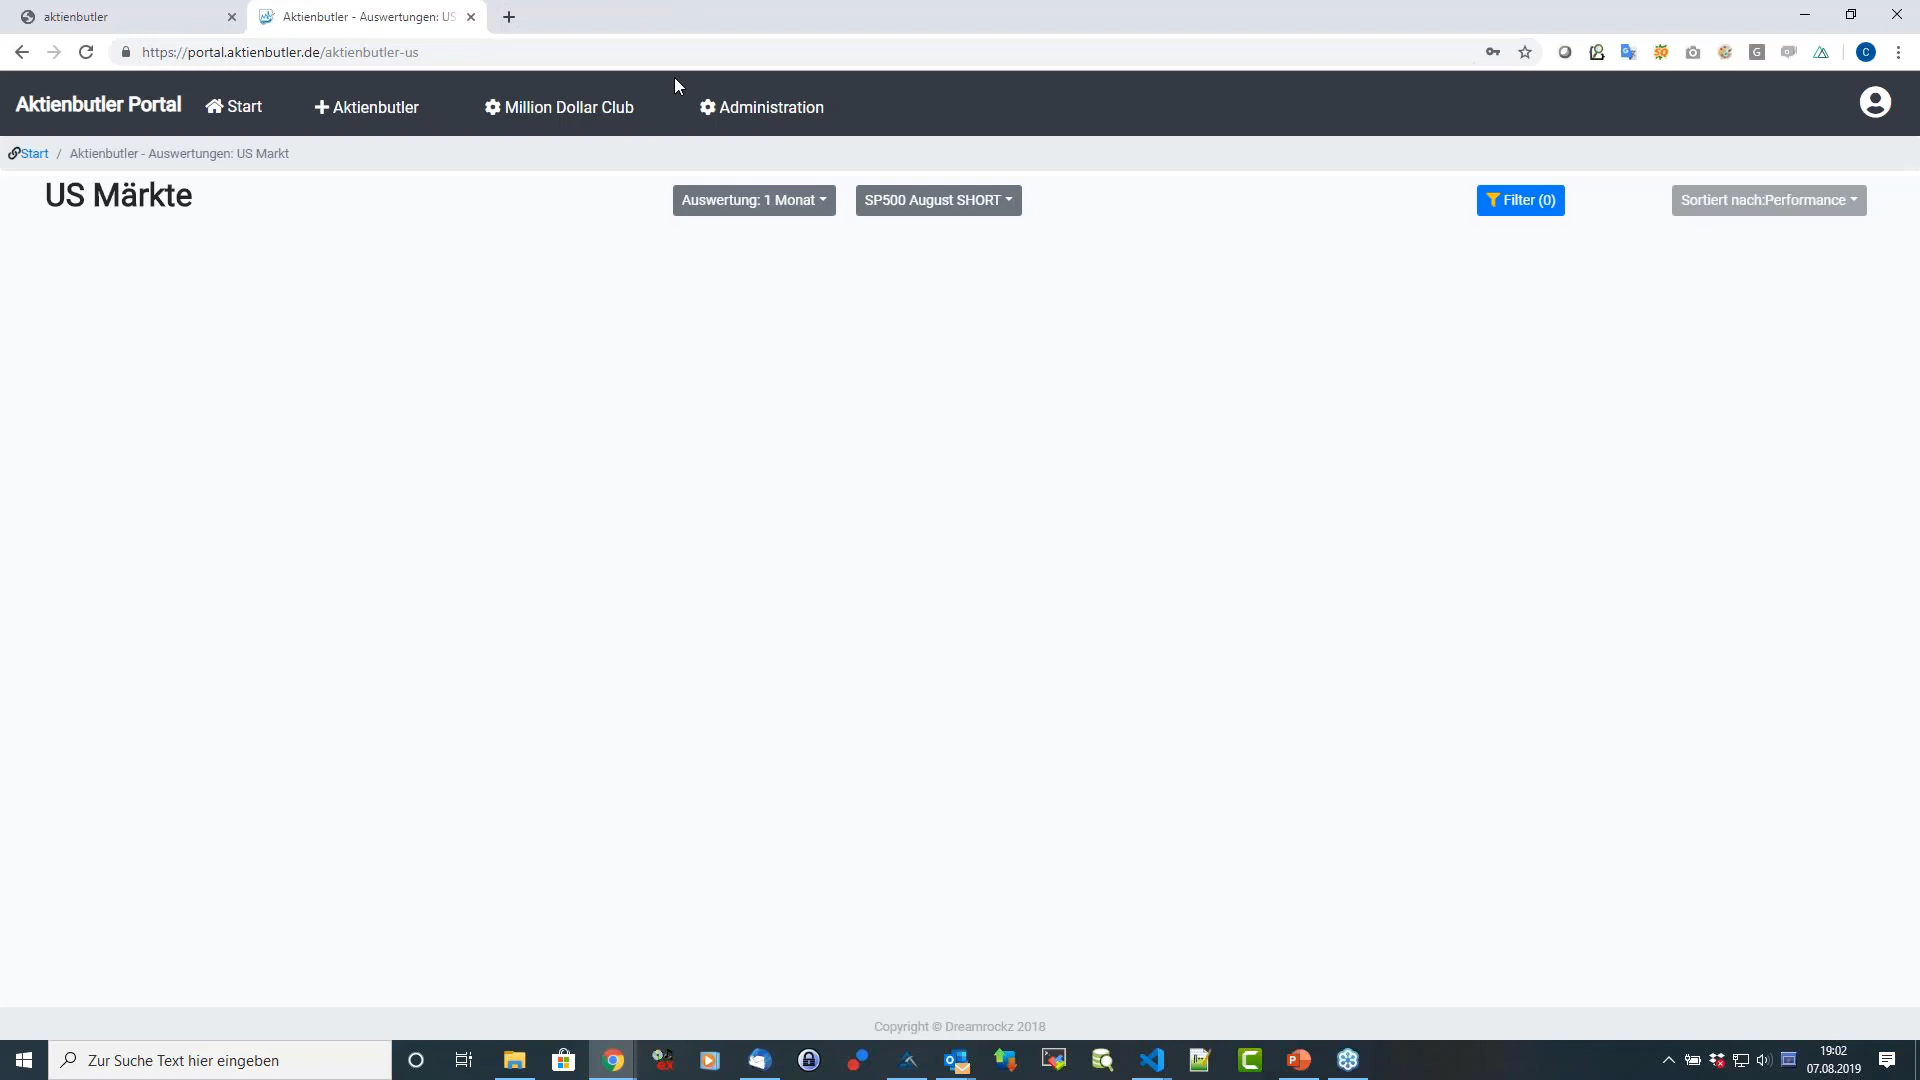 aktienbutler
Aktienbutler - Auswertungen: US
https://portal.aktienbutler.de/aktienbutler-us
C
Aktienbutler Portal
Start
Aktienbutler
Million Dollar Club
Administration
Start / Aktienbutler - Auswertungen: US Markt
US Märkte
Auswertung: 1 Monat
SP500 August SHORT
Filter (0)
Sortiert nach:Performance
Copyright © Dreamrockz 2018
Zur Suche Text hier eingeben
19:02
07.08.2019